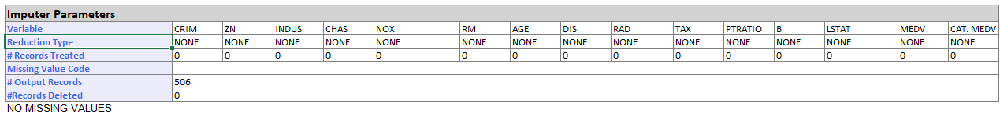 Imputer Parameters
Variable CRIM ZN INDUS CHAS NOX RM AGE DIS RAD TAX PTRATIO B LSTAT MEDV CAT. MEDV
Reduction Type NONE NONE NONE NONE NONE NONE NONE NONE NONE NONE NONE NONE NONE NONE NONE
# Records Treated 0 0 0 0 0 0 0 0 0 0 0 0 0 0 0
Missing Value Code
# Output Records 506
#Records Deleted 0
NO MISSING VALUES